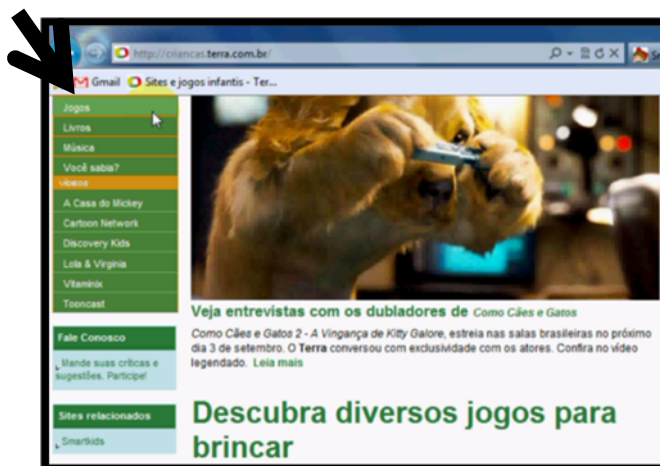 http://criancas.terra.com.br/
Gmail Sites e jogos infantis - Ter...
Jogos
Livros
Música
Você sabia?
Vídeos
A Casa do Mickey
Cartoon Network
Discovery Kids
Lola & Virginia
Vitaminix
Tooncast
Fale Conosco
Mande suas críticas e
sugestões. Participe!
Sites relacionados
Smartkids
Veja entrevistas com os dubladores de Como Cães e Gatos
Como Cães e Gatos 2 - A Vingança de Kitty Galore, estreia nas salas brasileiras no próximo
dia 3 de setembro. O Terra conversou com exclusividade com os atores. Confira no vídeo
legendado. Leia mais
Descubra diversos jogos para
brincar